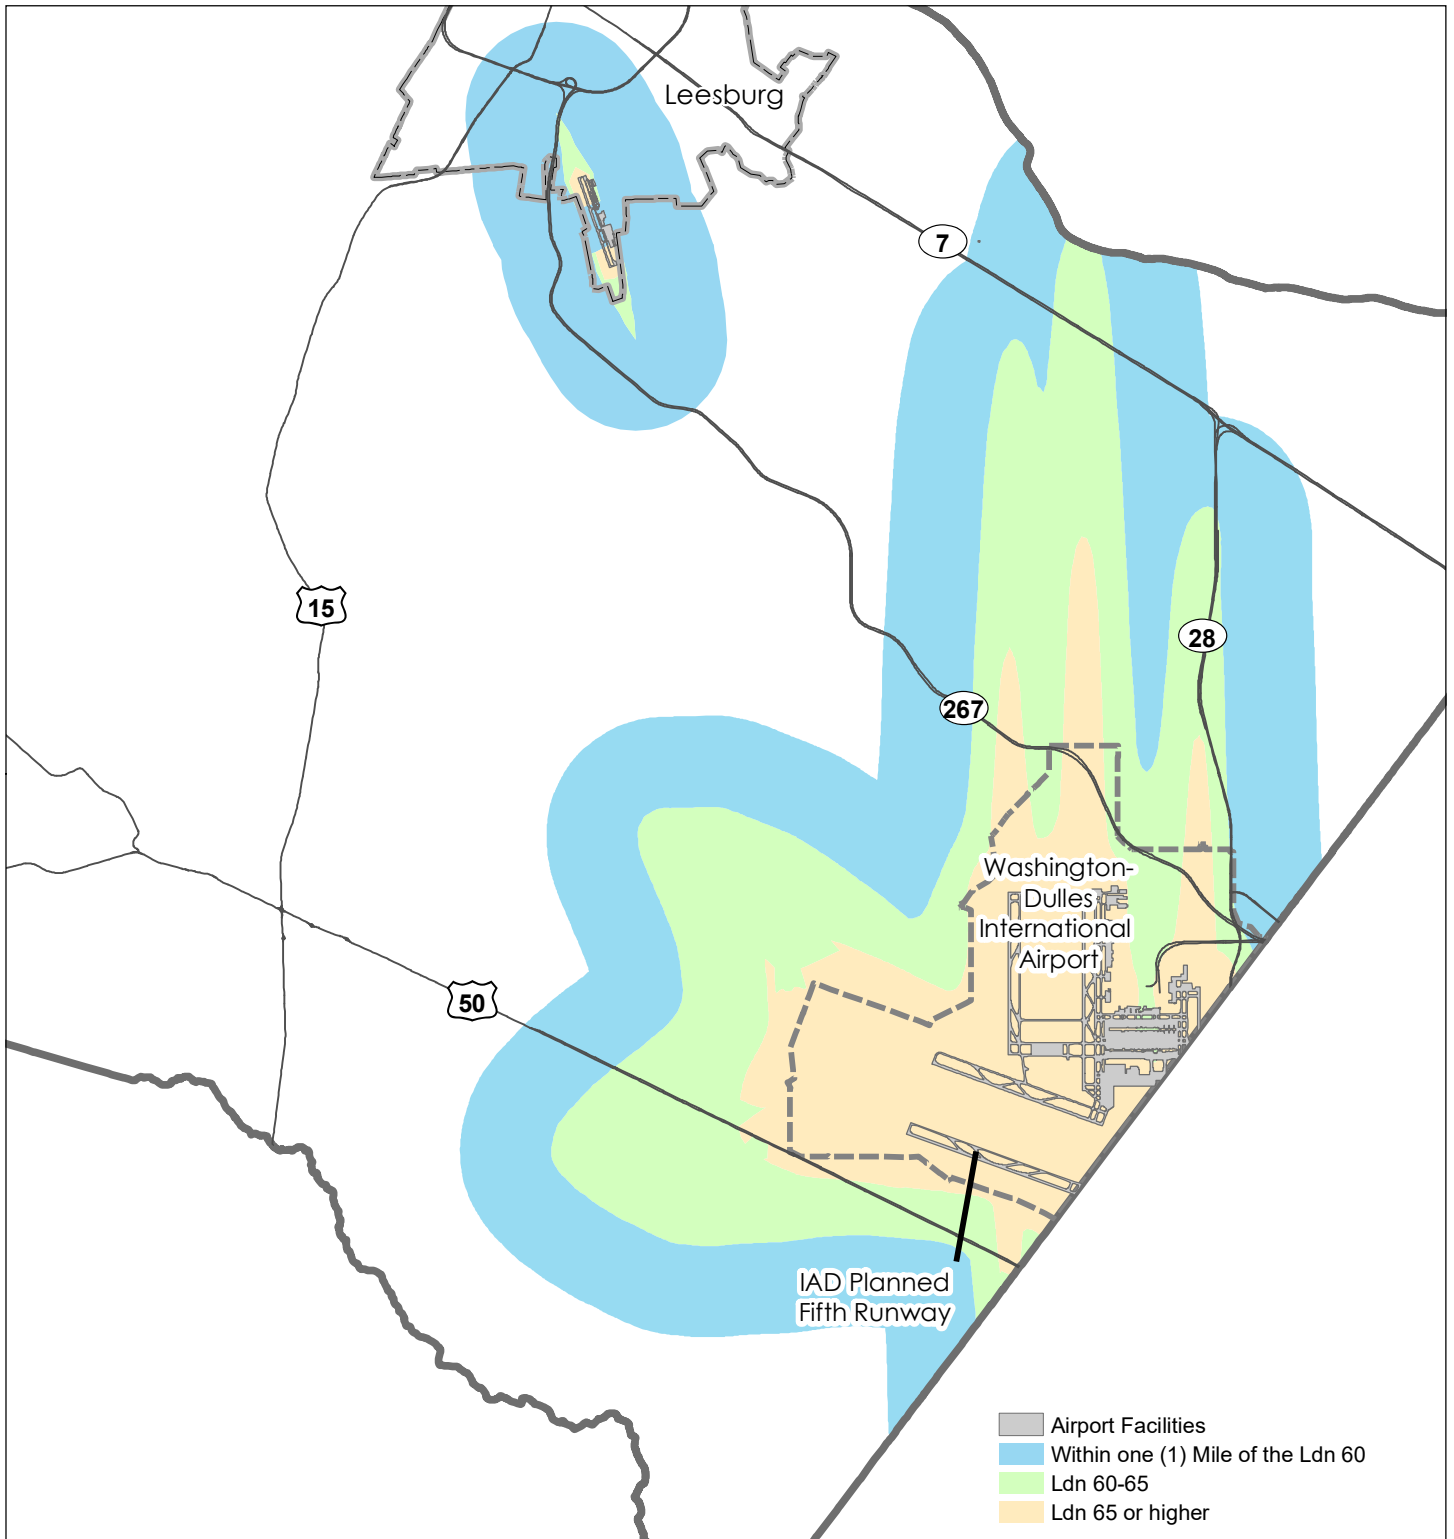 Leesburg
7
15
28
267
Washington-
Dulles
International
Airport
50
IAD Planned
Fifth Runway
Airport Facilities
Within one (1) Mile of the Ldn 60
Ldn 60-65
Ldn 65 or higher